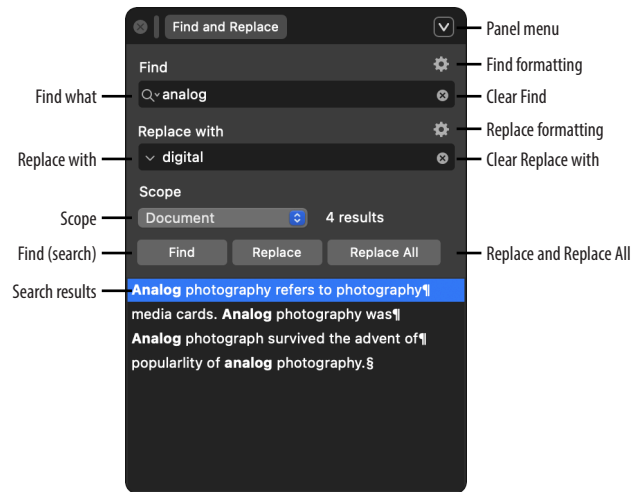 Find and Replace
Panel menu
Find
Find formatting
Find what
analog
Clear Find
Replace with
Replace formatting
Replace with
digital
Clear Replace with
Scope
Scope
Document
4 results
Find (search)
Find
Replace
Replace All
Replace and Replace All
Search results
Analog photography refers to photography¶
media cards. Analog photography was¶
Analog photograph survived the advent of¶
popularlity of analog photography.§